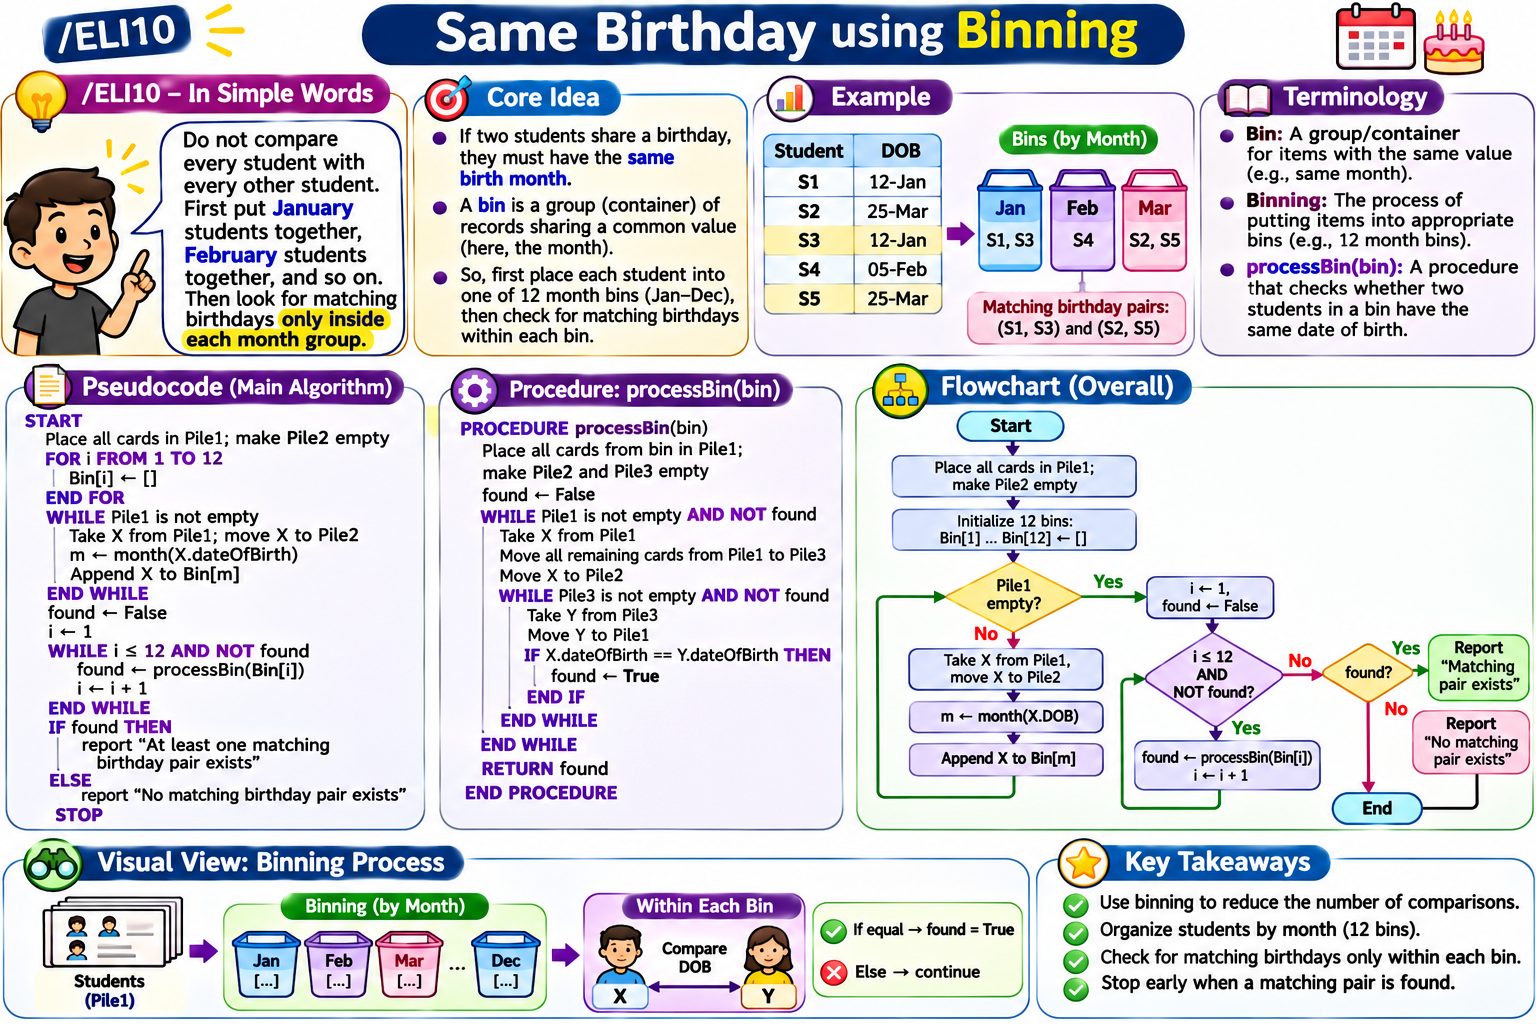 /ELI10
Same Birthday using Binning
/ELI10 – In Simple Words
Do not compare
every student with
every other student.
First put January
students together,
February students
together, and so on.
Then look for matching
birthdays only inside
each month group.
Core Idea
If two students share a birthday,
they must have the same
birth month.
A bin is a group (container) of
records sharing a common value
(here, the month).
So, first place each student into
one of 12 month bins (Jan–Dec),
then check for matching birthdays
within each bin.
Example
Student DOB
S1 12-Jan
S2 25-Mar
S3 12-Jan
S4 05-Feb
S5 25-Mar
Bins (by Month)
Jan Feb Mar
S1, S3 S4 S2, S5
Matching birthday pairs:
(S1, S3) and (S2, S5)
Terminology
Bin: A group/container
for items with the same value
(e.g., same month).
Binning: The process of
putting items into appropriate
bins (e.g., 12 month bins).
processBin(bin): A procedure
that checks whether two
students in a bin have the
same date of birth.
Pseudocode (Main Algorithm)
START
Place all cards in Pile1; make Pile2 empty
FOR i FROM 1 TO 12
Bin[i] ← []
END FOR
WHILE Pile1 is not empty
Take X from Pile1; move X to Pile2
m ← month(X.dateOfBirth)
Append X to Bin[m]
END WHILE
found ← False
i ← 1
WHILE i ≤ 12 AND NOT found
found ← processBin(Bin[i])
i ← i + 1
END WHILE
IF found THEN
report “At least one matching
birthday pair exists”
ELSE
report “No matching birthday pair exists”
STOP
Procedure: processBin(bin)
PROCEDURE processBin(bin)
Place all cards from bin in Pile1;
make Pile2 and Pile3 empty
found ← False
WHILE Pile1 is not empty AND NOT found
Take X from Pile1
Move all remaining cards from Pile1 to Pile3
Move X to Pile2
WHILE Pile3 is not empty AND NOT found
Take Y from Pile3
Move Y to Pile1
IF X.dateOfBirth == Y.dateOfBirth THEN
found ← True
END IF
END WHILE
END WHILE
RETURN found
END PROCEDURE
Flowchart (Overall)
Start
Place all cards in Pile1;
make Pile2 empty
Initialize 12 bins:
Bin[1] ... Bin[12] ← []
Pile1
empty?
Yes
No
Take X from Pile1,
move X to Pile2
m ← month(X.DOB)
Append X to Bin[m]
i ← 1,
found ← False
i ≤ 12
AND
NOT found?
No
Yes
found ← processBin(Bin[i])
i ← i + 1
found?
Yes
No
Report
“Matching
pair exists”
Report
“No matching
pair exists”
End
Visual View: Binning Process
Students
(Pile1)
Binning (by Month)
Jan Feb Mar ... Dec
[...] [...] [...] [...]
Within Each Bin
Compare
DOB
X Y
If equal → found = True
Else → continue
Key Takeaways
Use binning to reduce the number of comparisons.
Organize students by month (12 bins).
Check for matching birthdays only within each bin.
Stop early when a matching pair is found.